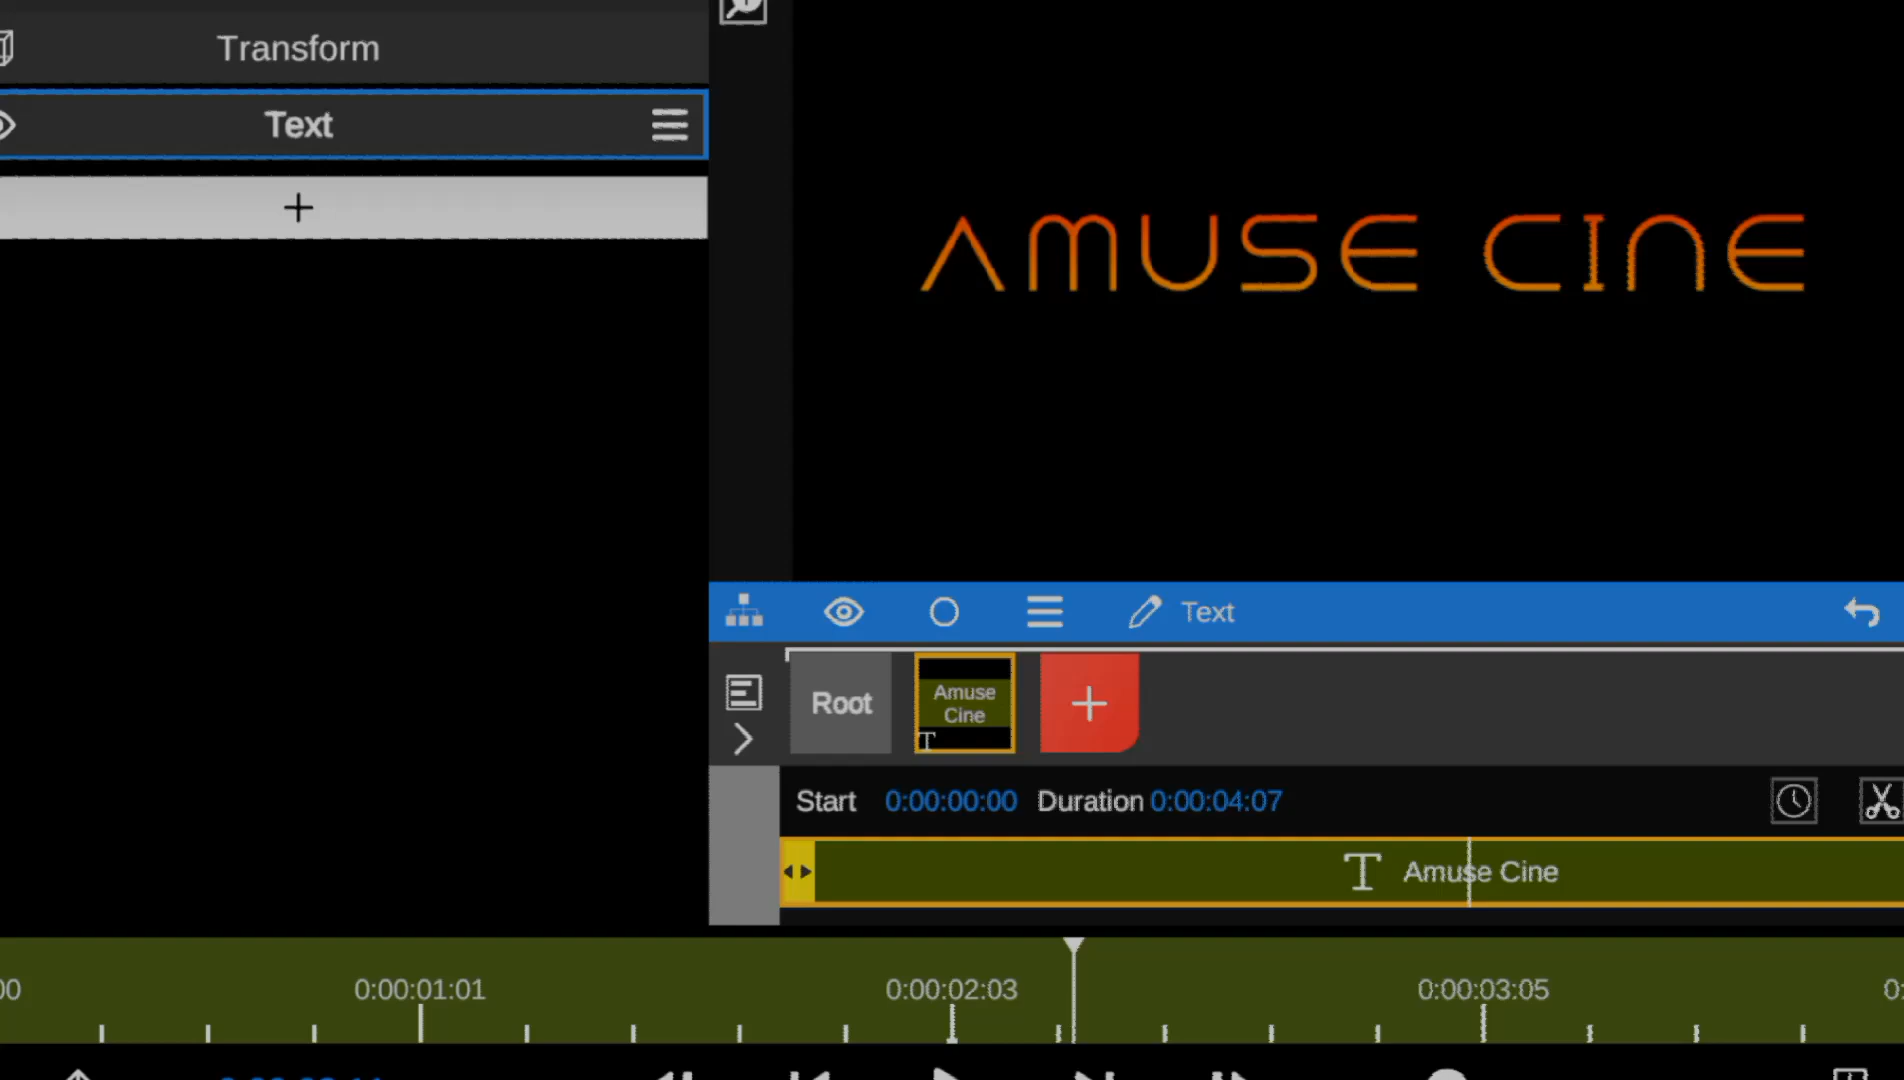 Transform
Text
AMUSE CINE
Text
Root
Amuse
Cine
T
Start 0:00:00:00 Duration 0:00:04:07
T Amuse Cine
0:00:01:01 0:00:02:03 0:00:03:05